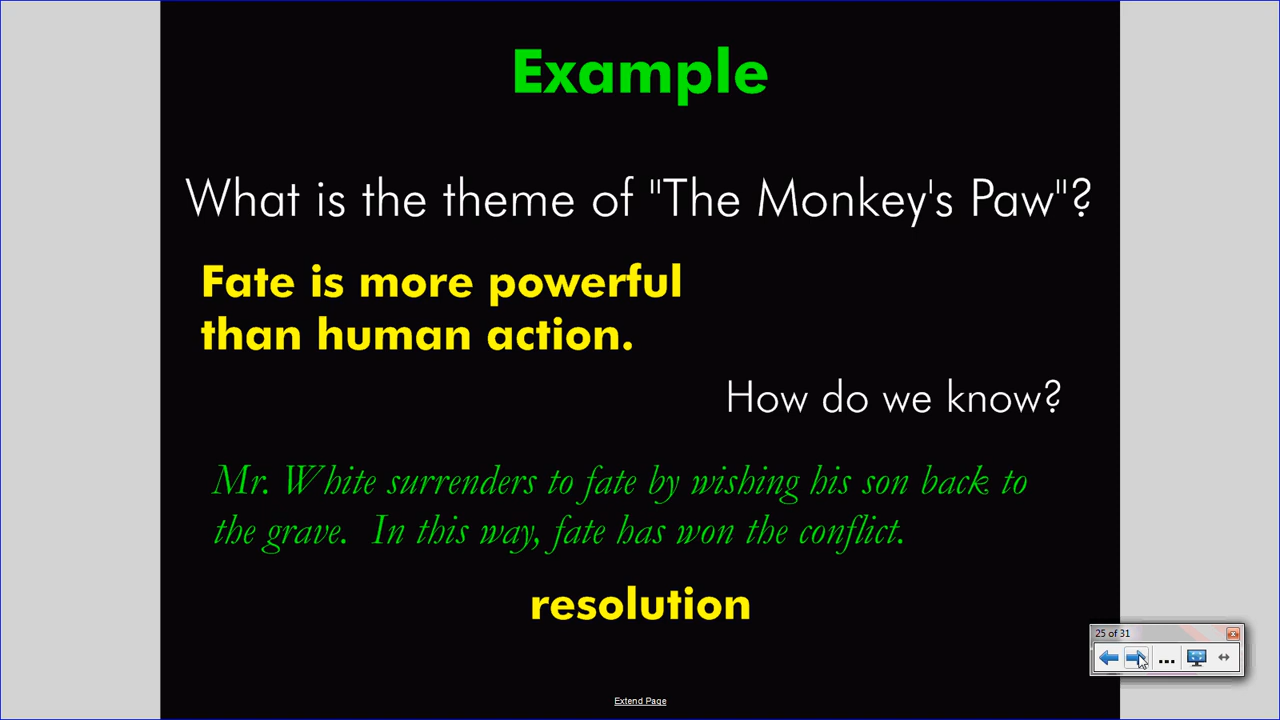 Example
What is the theme of "The Monkey's Paw"?
Fate is more powerful
than human action.
How do we know?
Mr. White surrenders to fate by wishing his son back to
the grave.  In this way, fate has won the conflict.
resolution
25 of 31
...
Extend Page